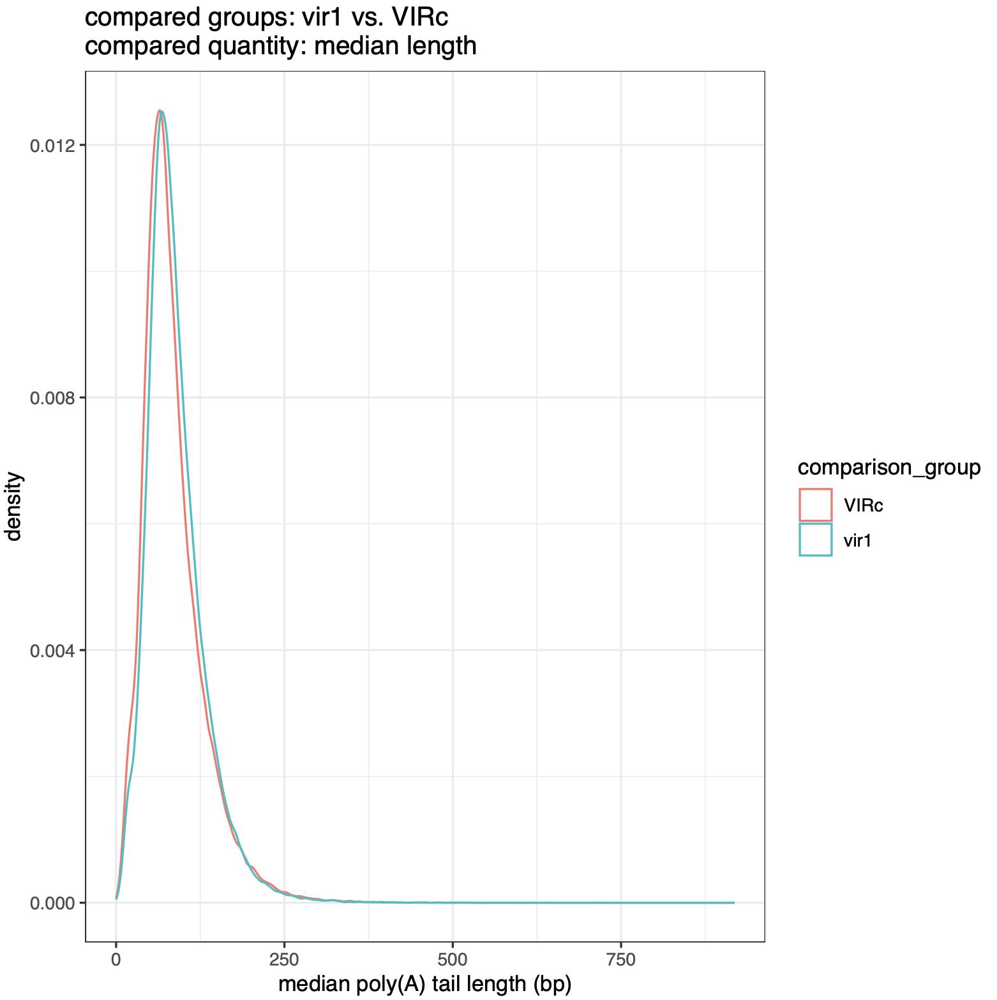 compared groups: vir1 vs. VIRc
compared quantity: median length
0.012
0.008
0.004
0.000
density
0
250
500
750
median poly(A) tail length (bp)
comparison_group
VIRc
vir1